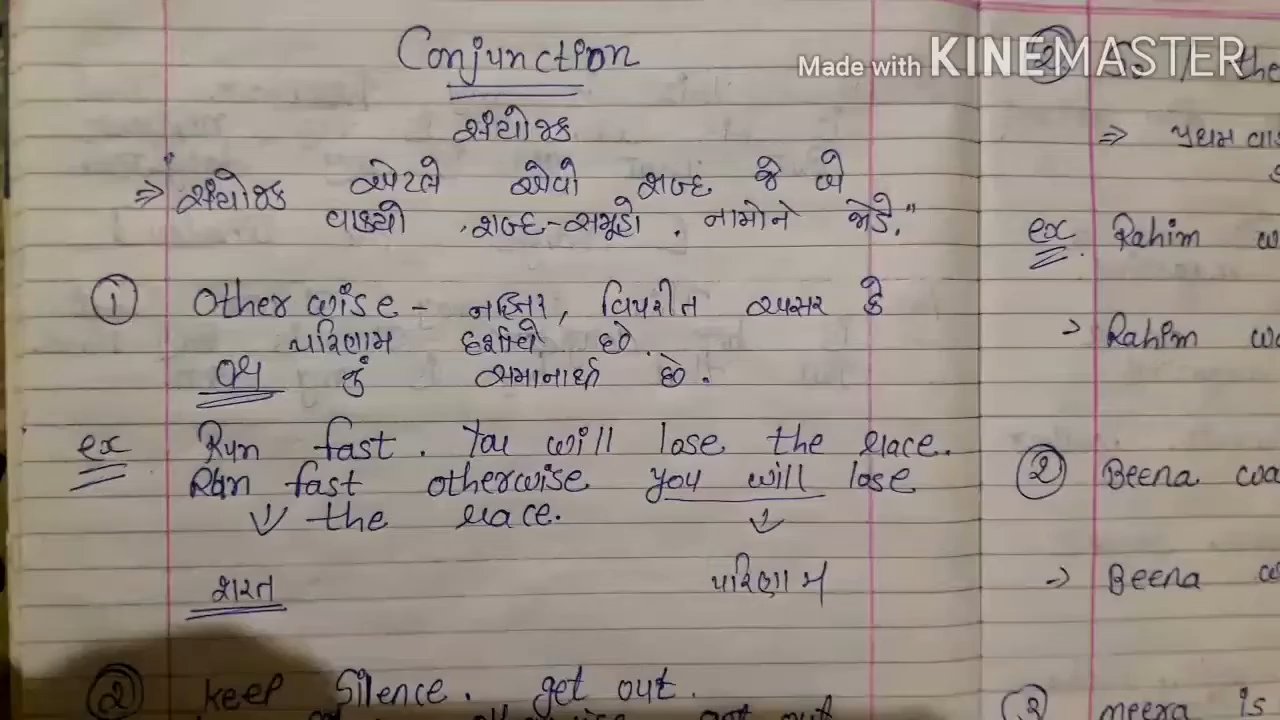 Conjunction
સંયોજક
⇒ સંયોજક એટલે એવો શબ્દ જે બે
વાક્યો, શબ્દ-સમૂહો, નામોને જોડે."
① Otherwise - નહિતર, વિપરીત અસર કે
પરિણામ દર્શાવે છે.
નું સમાનાર્થી છે.
ex Run fast. You will lose the race.
Run fast otherwise you will lose
the race.
શરત પરિણામ
② keep Silence. get out.
Made with KINEMASTER
②
⇒ પ્રથમ
ex Rahim
→ Rahim
② Beena
→ Beena
③ meera is